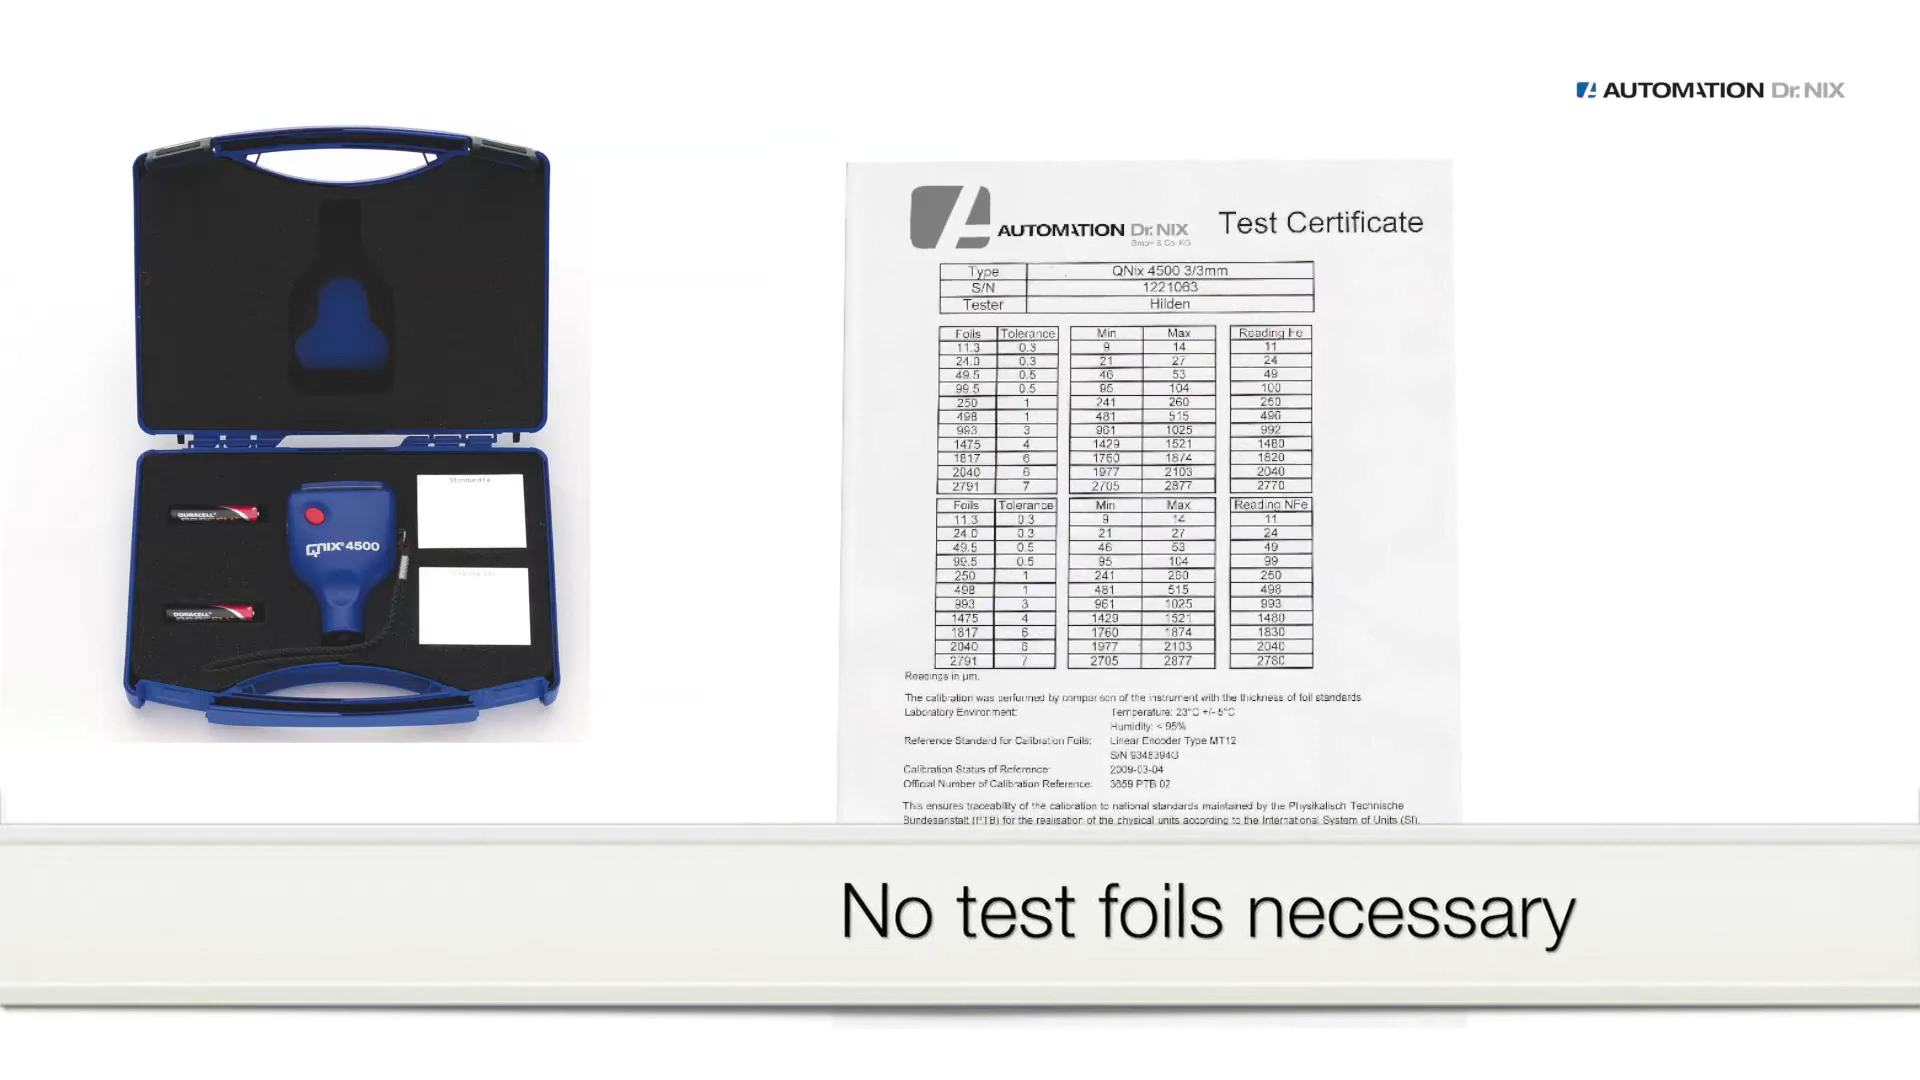 AUTOMATION Dr. NIX
Standard Fe
DURACELL
QNIX® 4500
DURACELL
AUTOMATION Dr. NIX
GmbH & Co. KG
Test Certificate
Type QNix 4500 3/3mm
S/N 1221063
Tester Hilden
Foils Tolerance Min Max Reading Fe
11.3 0.3 9 14 11
24.0 0.3 21 27 24
49.5 0.5 46 53 49
99.5 0.5 95 104 100
250 1 241 260 250
498 1 481 515 496
993 3 961 1025 992
1475 4 1429 1521 1480
1817 6 1760 1874 1820
2040 6 1977 2103 2040
2791 7 2705 2877 2770
Foils Tolerance Min Max Reading NFe
11.3 0.3 9 14 11
24.0 0.3 21 27 24
49.5 0.5 46 53 49
99.5 0.5 95 104 99
250 1 241 260 250
498 1 481 515 498
993 3 961 1025 993
1475 4 1429 1521 1480
1817 6 1760 1874 1830
2040 6 1977 2103 2040
2791 7 2705 2877 2780
Readings in µm.
The calibration was performed by comparison of the instrument with the thickness of foil standards
Laboratory Environment: Temperature: 23°C +/- 5°C
Humidity: < 95%
Reference Standard for Calibration Foils: Linear Encoder Type MT12
S/N 9346394G
Calibration Status of Reference: 2009-03-04
Official Number of Calibration Reference: 3659 PTB 02
This ensures traceability of the calibration to national standards maintained by the Physikalisch Technische
Bundesanstalt (PTB) for the realisation of the physical units according to the International System of Units (SI).
No test foils necessary